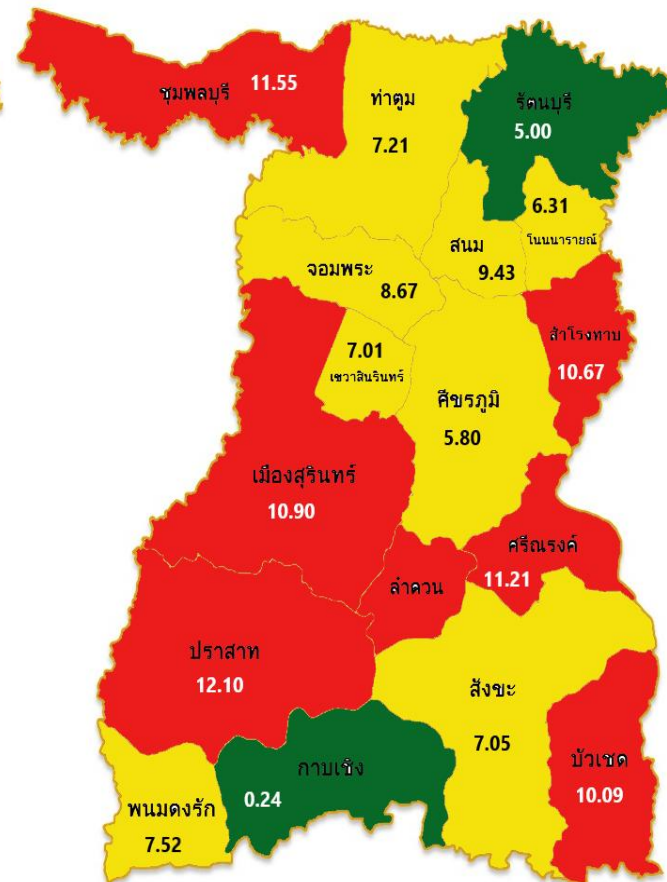 ชุมพลบุรี 11.55
ท่าตูม
7.21
รัตนบุรี
5.00
6.31
โนนนารายณ์
สนม
9.43
จอมพระ
8.67
สำโรงทาบ
10.67
7.01
เขวาสินรินทร์
ศีขรภูมิ
5.80
เมืองสุรินทร์
10.90
ศรีณรงค์
11.21
ลำดวน
ปราสาท
12.10
สังขะ
7.05
บัวเชด
10.09
กาบเชิง
0.24
พนมดงรัก
7.52